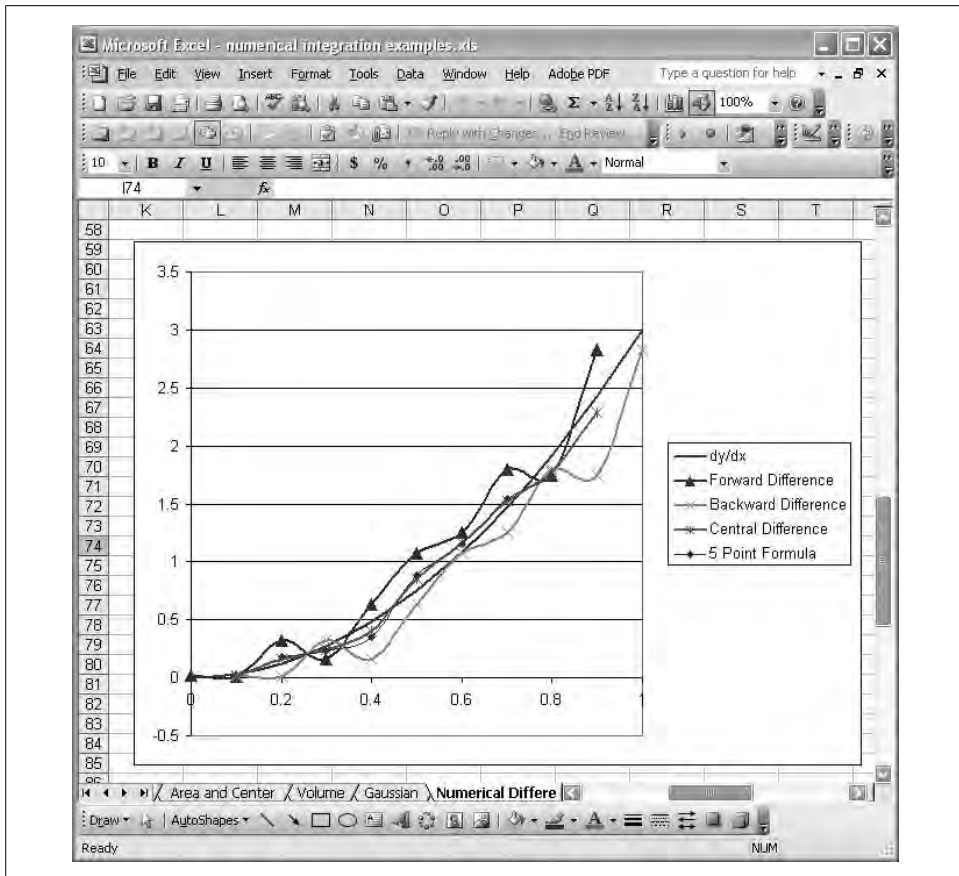 Microsoft Excel - numerical integration examples.xls
File Edit View Insert Format Tools Data Window Help Adobe PDF Type a question for help
100%
Reply with Changes... End Review
10 B I U $ % Normal
I74 fx
K L M N O P Q R S T
58
59
60
61
62
63
64
65
66
67
68
69
70
71
72
73
74
75
76
77
78
79
80
81
82
83
84
85
86
3.5
3
2.5
2
1.5
1
0.5
0
-0.5
0 0.2 0.4 0.6 0.8 1
dy/dx
Forward Difference
Backward Difference
Central Difference
5 Point Formula
Area and Center Volume Gaussian Numerical Differe
Draw AutoShapes A
Ready NUM